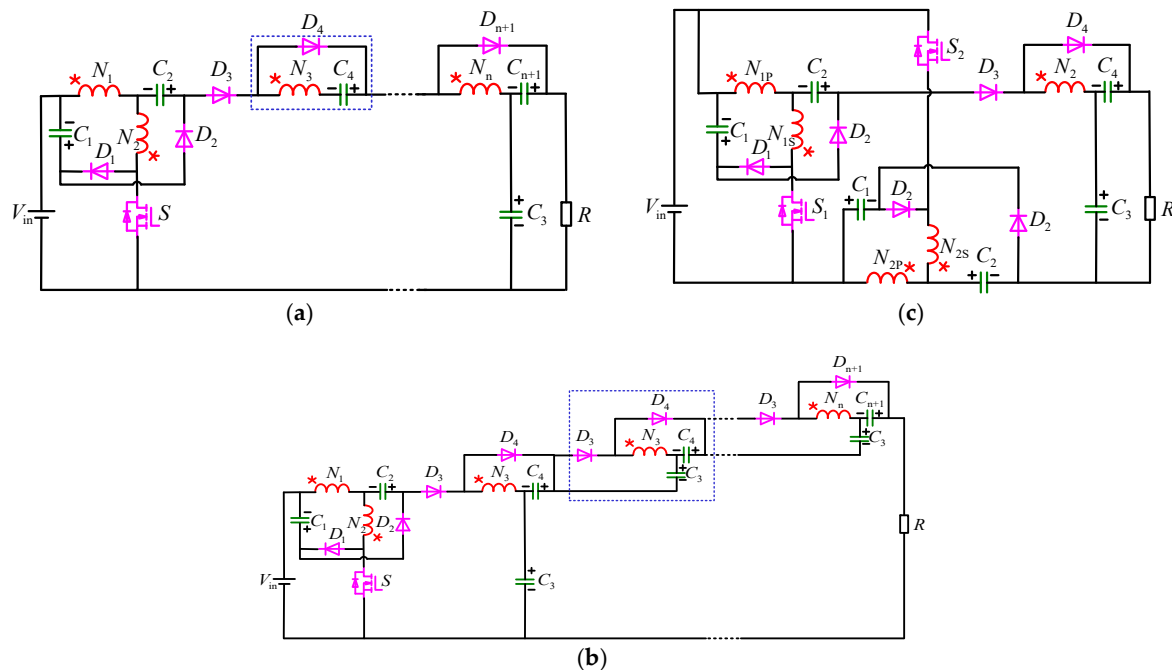 D₄
N₁
C₂
D₃
*
N₃
C₄
Dₙ₊₁
*
Nₙ
Cₙ₊₁
C₁
N₂
D₂
D₁
S
Vᵢₙ
C₃
R
(a)
S₂
D₄
N₁P
C₂
D₃
N₂
C₄
C₁
N₁S
D₂
D₁
S₁
C₁
D₂
D₂
Vᵢₙ
C₃
R
N₂P
N₂S
C₂
(c)
Dₙ₊₁
D₄
D₃
Nₙ
Cₙ₊₁
D₄
D₃
N₃
C₄
C₃
C₃
N₁
C₂
D₃
N₃
C₄
C₁
N₂
D₂
D₁
S
Vᵢₙ
C₃
R
(b)